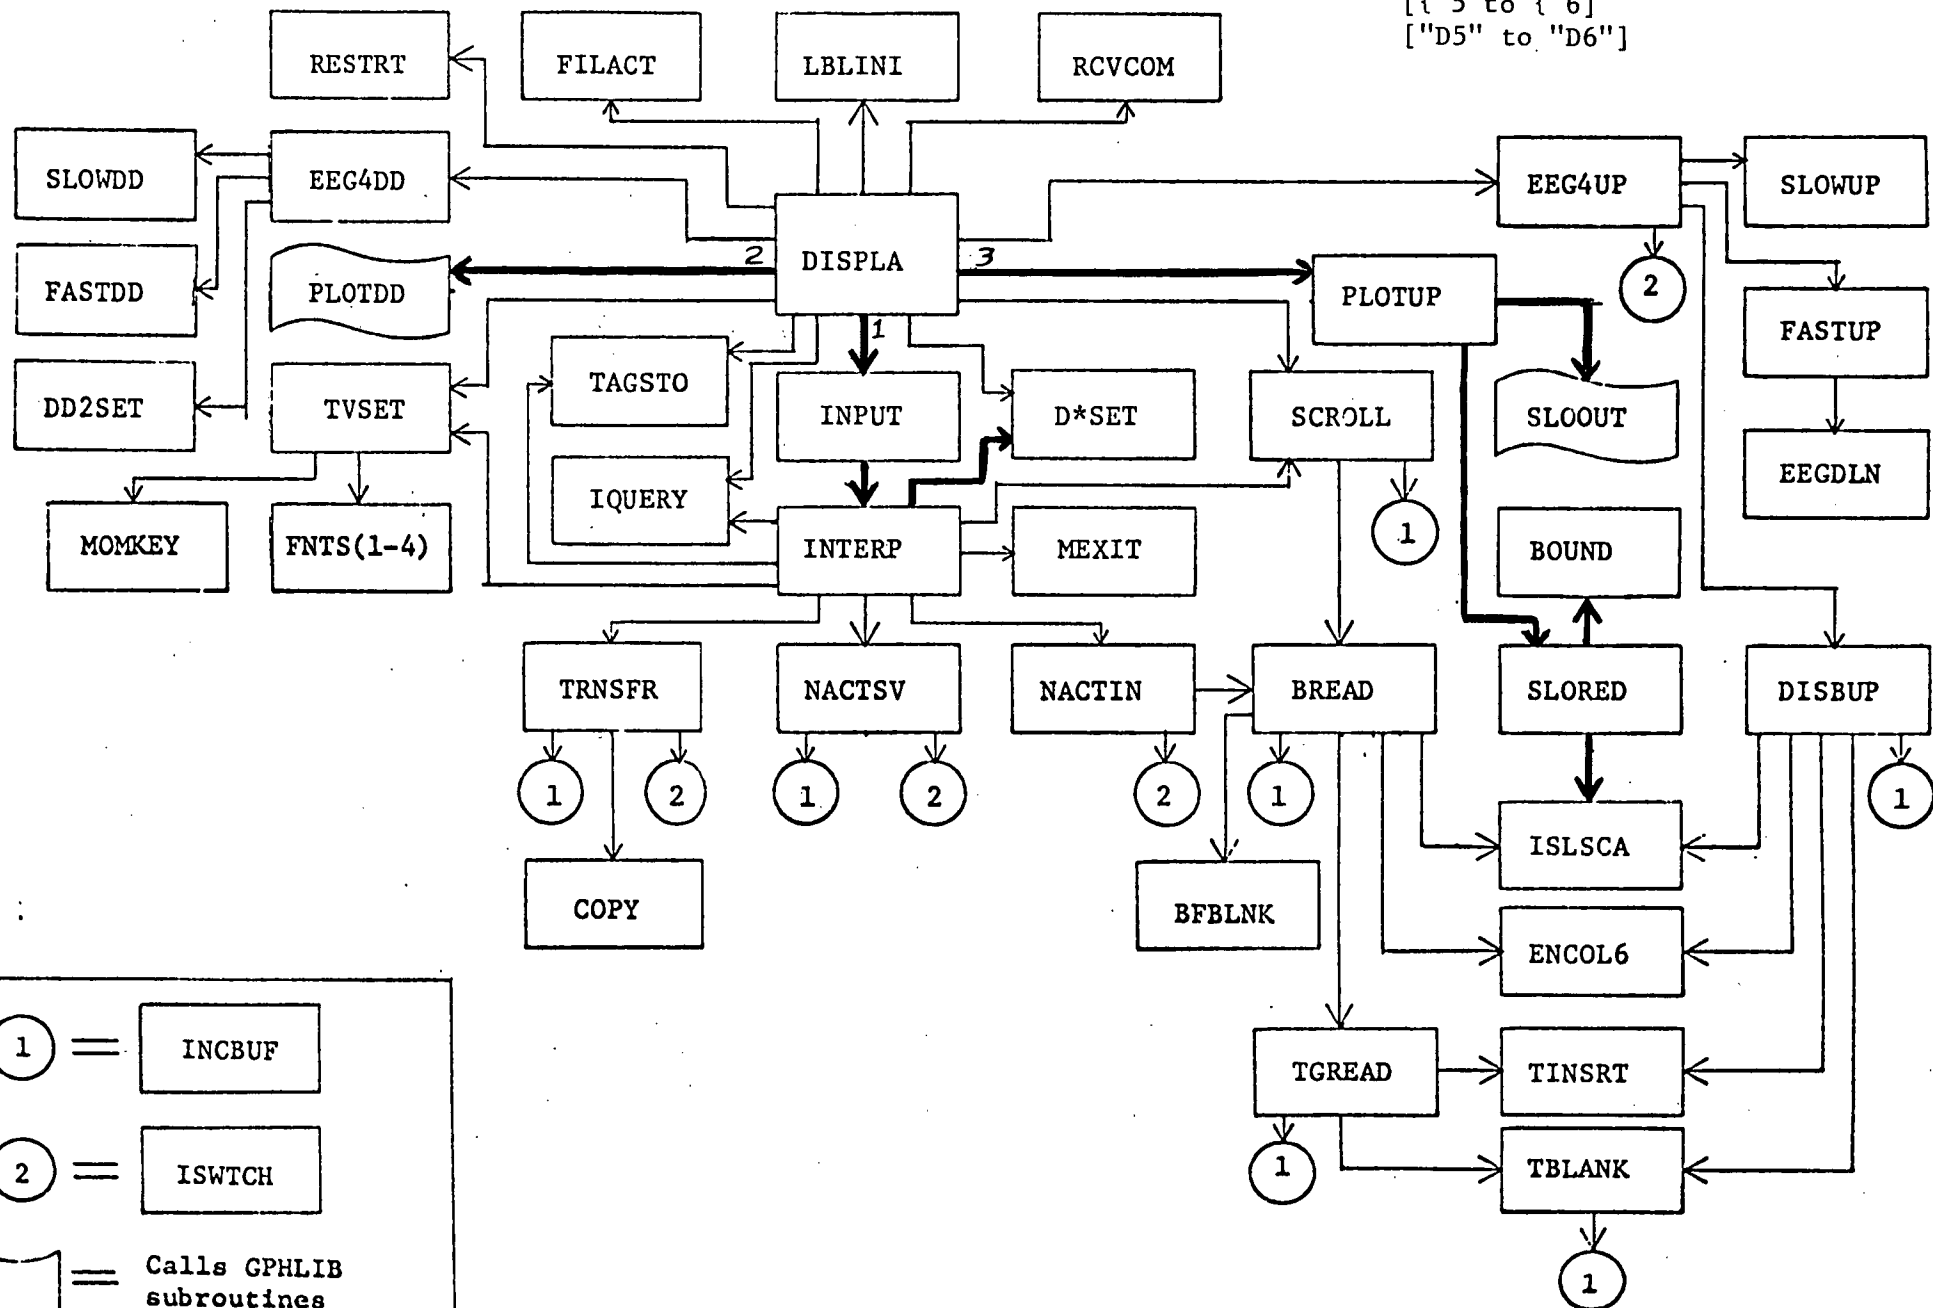 [{ 5 to { 6]
["D5" to "D6"]
RESTRT
FILACT
LBLINI
RCVCOM
SLOWDD
EEG4DD
EEG4UP
SLOWUP
2
DISPLA
3
FASTDD
PLOTDD
PLOTUP
2
FASTUP
1
TAGSTO
DD2SET
TVSET
INPUT
D*SET
SCROLL
SLOOUT
EEGDLN
IQUERY
MOMKEY
FNTS(1-4)
INTERP
MEXIT
1
BOUND
TRNSFR
NACTSV
NACTIN
BREAD
SLORED
DISBUP
1
2
1
2
2
1
1
ISLSCA
COPY
BFBLNK
ENCOL6
1
INCBUF
TGREAD
TINSRT
2
ISWTCH
1
TBLANK
Calls GPHLIB
subroutines
1